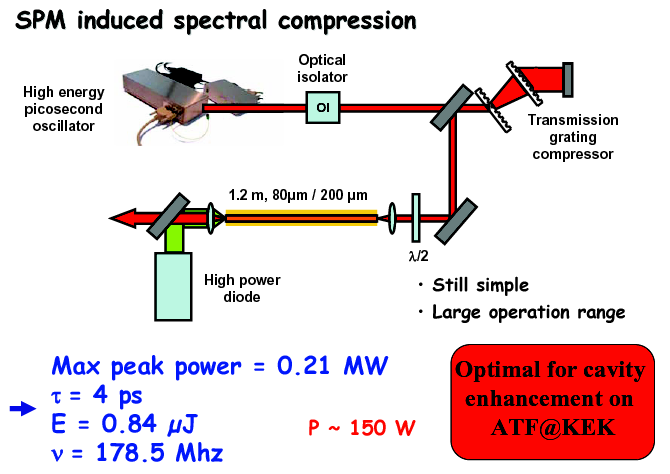 SPM induced spectral compression
Optical
isolator
High energy
picosecond
oscillator
OI
Transmission
grating
compressor
1.2 m, 80µm / 200 µm
λ/2
High power
diode
· Still simple
· Large operation range
Max peak power = 0.21 MW
τ = 4 ps
E = 0.84 µJ
ν = 178.5 Mhz
P ~ 150 W
Optimal for cavity
enhancement on
ATF@KEK